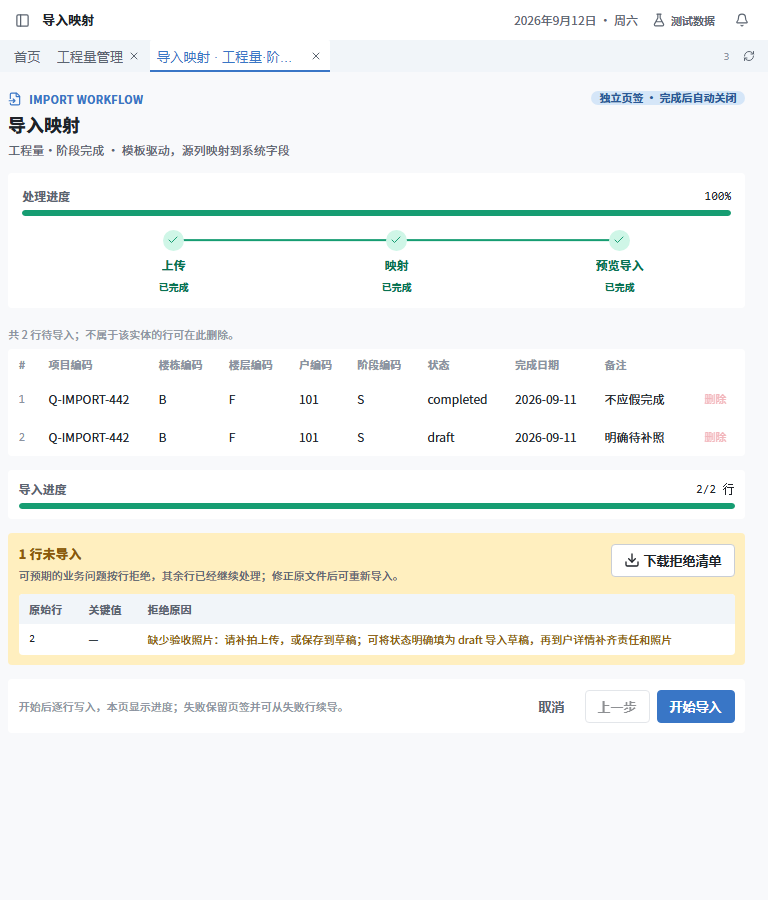 导入映射
2026年9月12日 · 周六
测试数据
首页
工程量管理
导入映射 · 工程量·阶…
3
IMPORT WORKFLOW
独立页签 · 完成后自动关闭
导入映射
工程量·阶段完成 · 模板驱动，源列映射到系统字段
处理进度
100%
上传
映射
预览导入
已完成
已完成
已完成
共 2 行待导入；不属于该实体的行可在此删除。
# 项目编码 楼栋编码 楼层编码 户编码 阶段编码 状态 完成日期 备注
1 Q-IMPORT-442 B F 101 S completed 2026-09-11 不应假完成 删除
2 Q-IMPORT-442 B F 101 S draft 2026-09-11 明确待补照 删除
导入进度
2/2 行
1 行未导入
下载拒绝清单
可预期的业务问题按行拒绝，其余行已经继续处理；修正原文件后可重新导入。
原始行 关键值 拒绝原因
2 — 缺少验收照片：请补拍上传，或保存到草稿；可将状态明确填为 draft 导入草稿，再到户详情补齐责任和照片
开始后逐行写入，本页显示进度；失败保留页签并可从失败行续导。
取消
上一步
开始导入